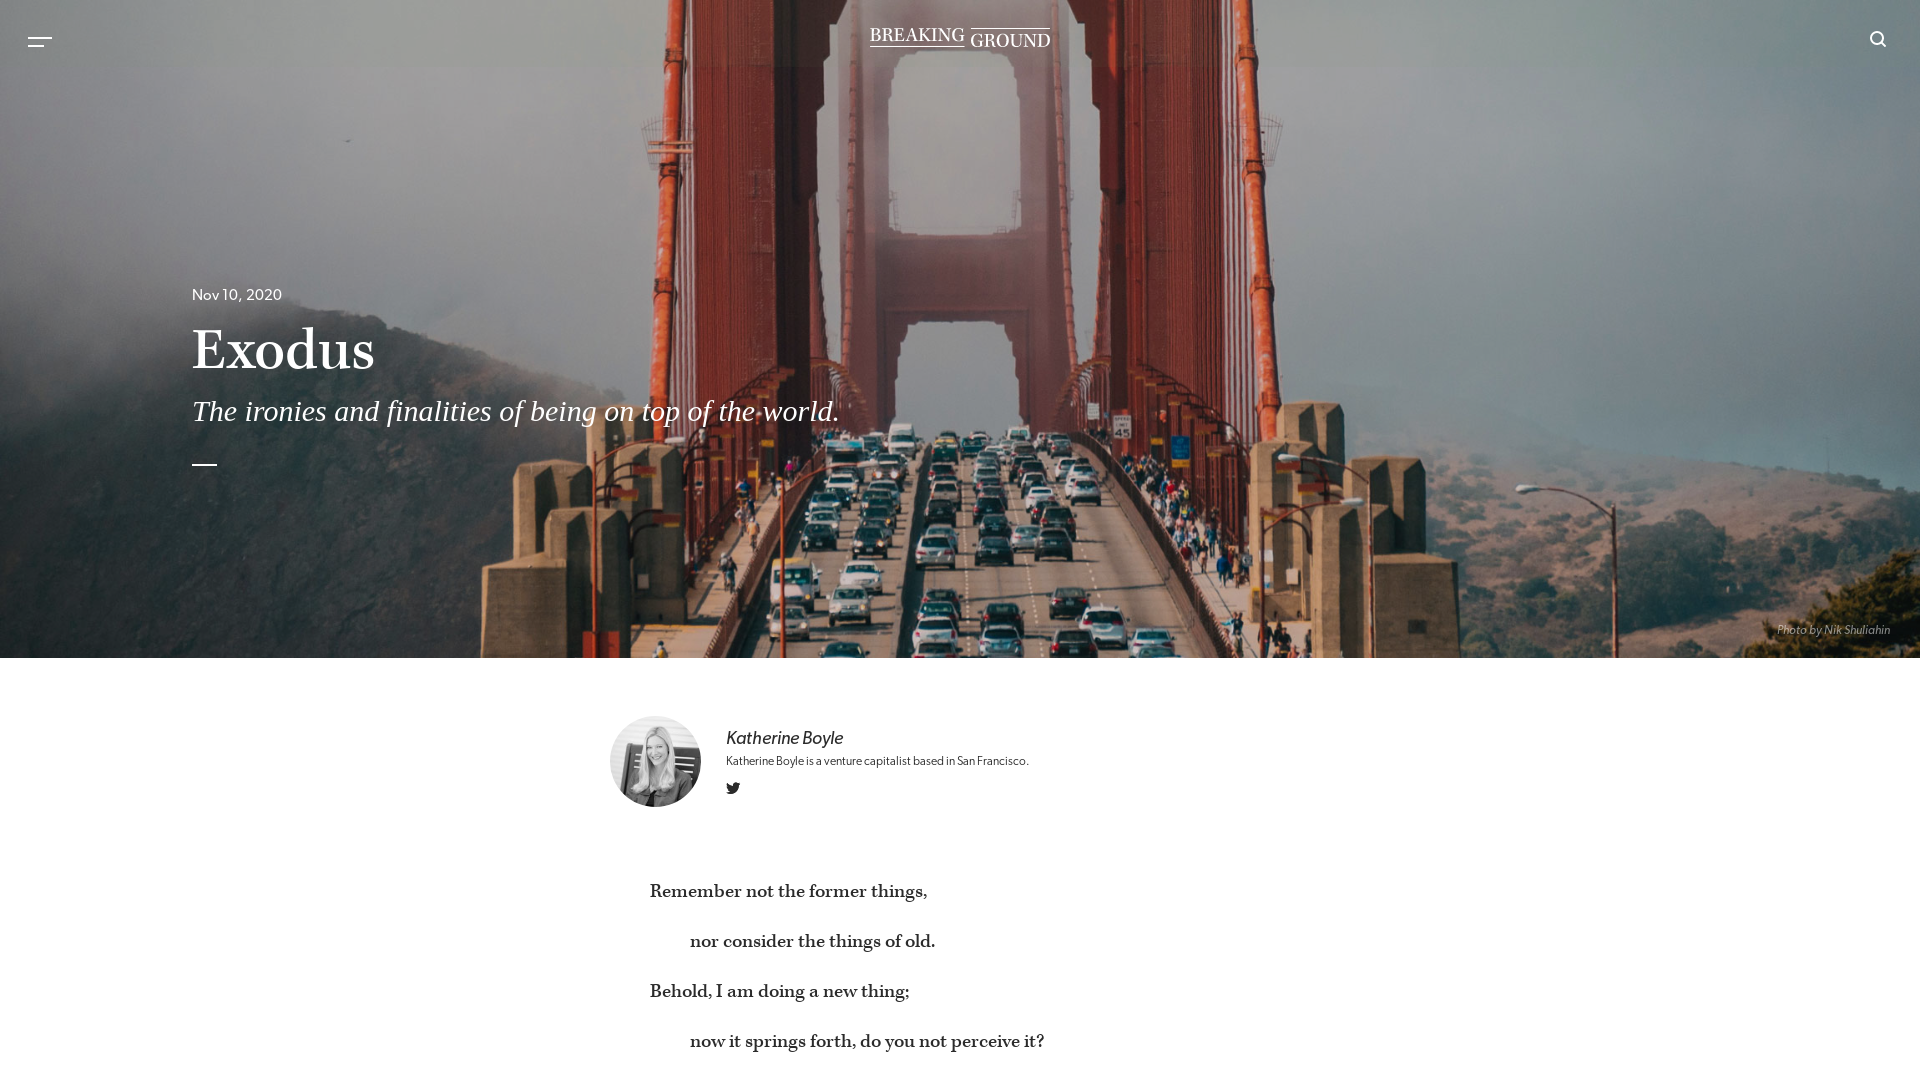 BREAKING GROUND
Nov 10, 2020
Exodus
The ironies and finalities of being on top of the world.
SPEED LIMIT 45
Photo by Nik Shuliahin
Katherine Boyle
Katherine Boyle is a venture capitalist based in San Francisco.
Remember not the former things,
nor consider the things of old.
Behold, I am doing a new thing;
now it springs forth, do you not perceive it?